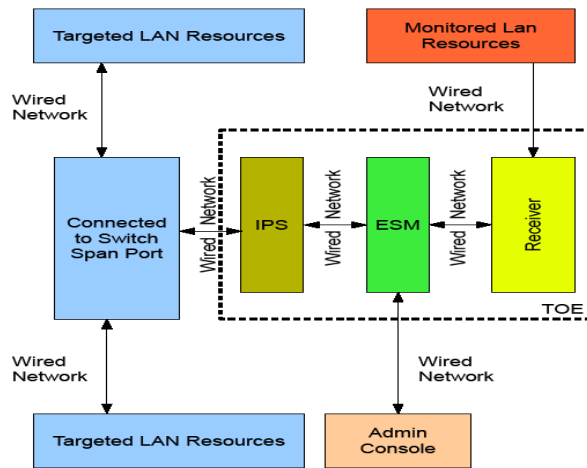 Targeted LAN Resources
Monitored Lan
Resources
Wired
Network
Wired
Network
Connected
to Switch
Span Port
Wired Network
IPS
Wired Network
ESM
Wired Network
Receiver
TOE
Wired
Network
Wired
Network
Targeted LAN Resources
Admin
Console